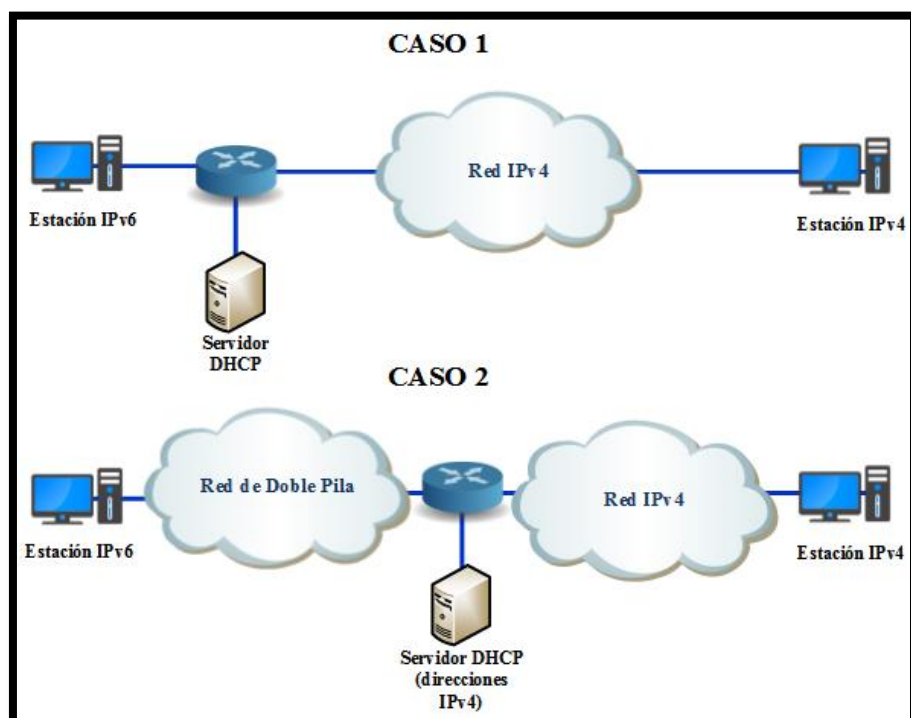 CASO 1
Red IPv4
Estación IPv6
Estación IPv4
Servidor
DHCP
CASO 2
Red de Doble Pila
Red IPv4
Estación IPv6
Estación IPv4
Servidor DHCP
(direcciones
IPv4)